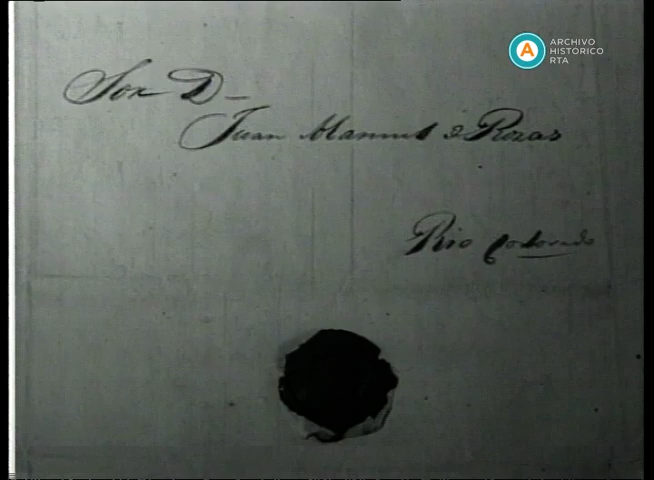 ARCHIVO
HISTORICO
RTA
Sor D—
Juan Manuel de Rozas
Rio Colorado